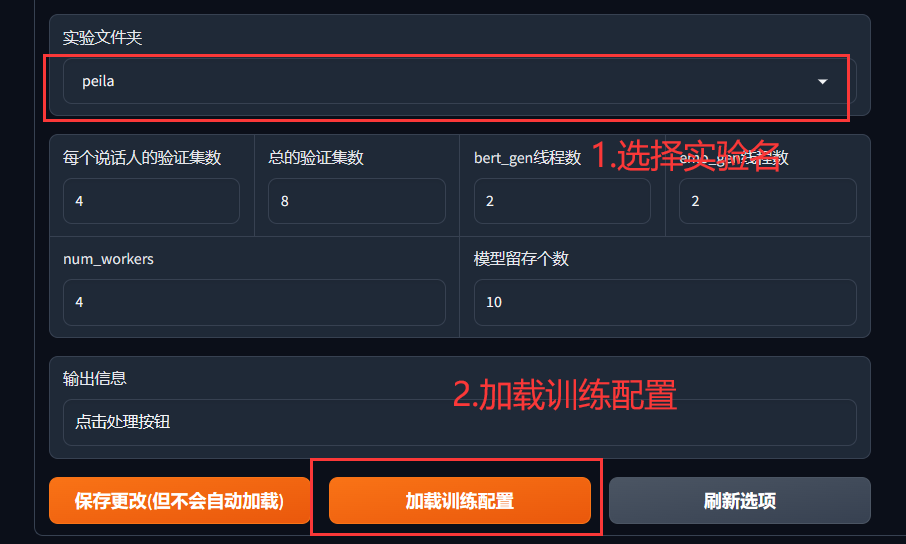 实验文件夹
peila
每个说话人的验证集数
总的验证集数
bert_gen线程数
emo_gen线程数
1.选择实验名
4
8
2
2
num_workers
模型留存个数
4
10
输出信息
2.加载训练配置
点击处理按钮
保存更改(但不会自动加载)
加载训练配置
刷新选项